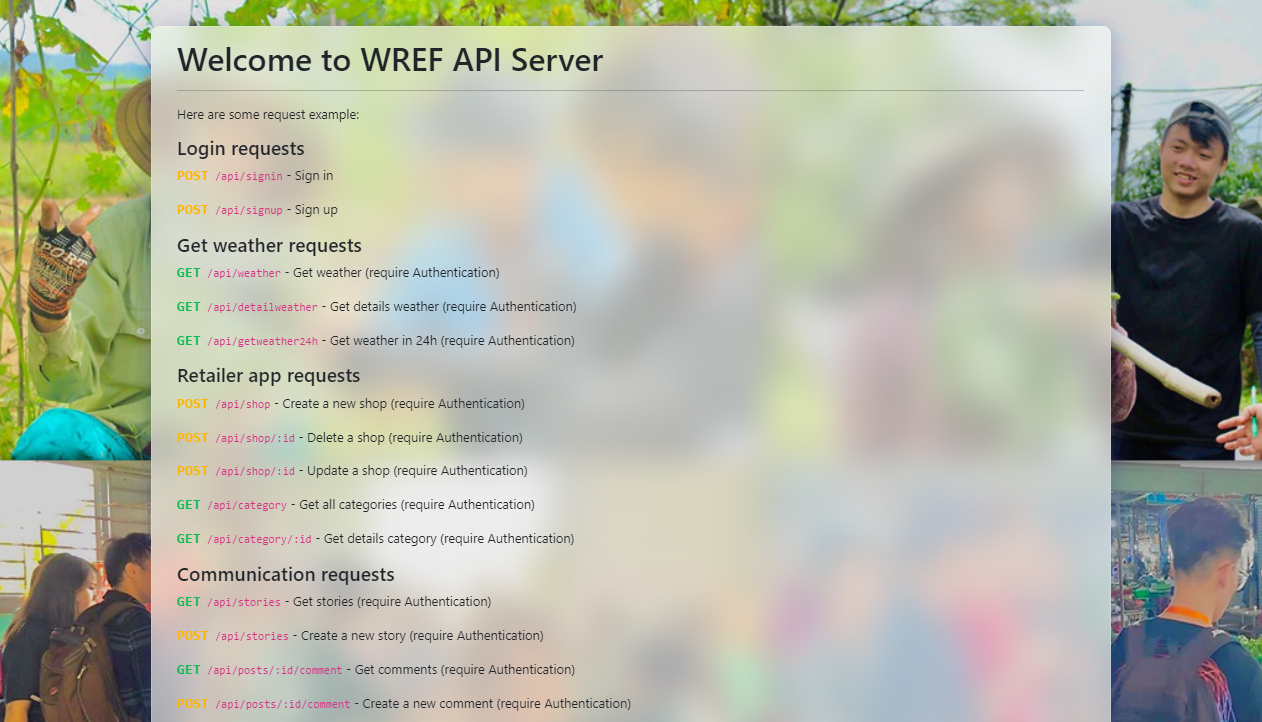 Welcome to WREF API Server
Here are some request example:
Login requests
POST /api/signin - Sign in
POST /api/signup - Sign up
Get weather requests
GET /api/weather - Get weather (require Authentication)
GET /api/detailweather - Get details weather (require Authentication)
GET /api/getweather24h - Get weather in 24h (require Authentication)
Retailer app requests
POST /api/shop - Create a new shop (require Authentication)
POST /api/shop/:id - Delete a shop (require Authentication)
POST /api/shop/:id - Update a shop (require Authentication)
GET /api/category - Get all categories (require Authentication)
GET /api/category/:id - Get details category (require Authentication)
Communication requests
GET /api/stories - Get stories (require Authentication)
POST /api/stories - Create a new story (require Authentication)
GET /api/posts/:id/comment - Get comments (require Authentication)
POST /api/posts/:id/comment - Create a new comment (require Authentication)